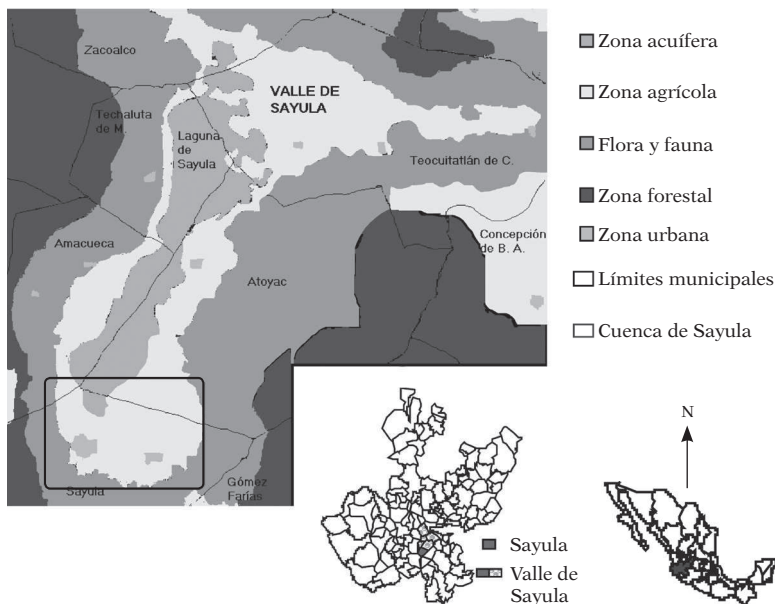 Zacoalco
VALLE DE
SAYULA
Techaluta
de M.
Laguna
de
Sayula
Teocuitatlán de C.
Amacueca
Concepción
de B. A.
Atoyac
Sayula
Gómez
Farías
Zona acuífera
Zona agrícola
Flora y fauna
Zona forestal
Zona urbana
Límites municipales
Cuenca de Sayula
N
Sayula
Valle de
Sayula